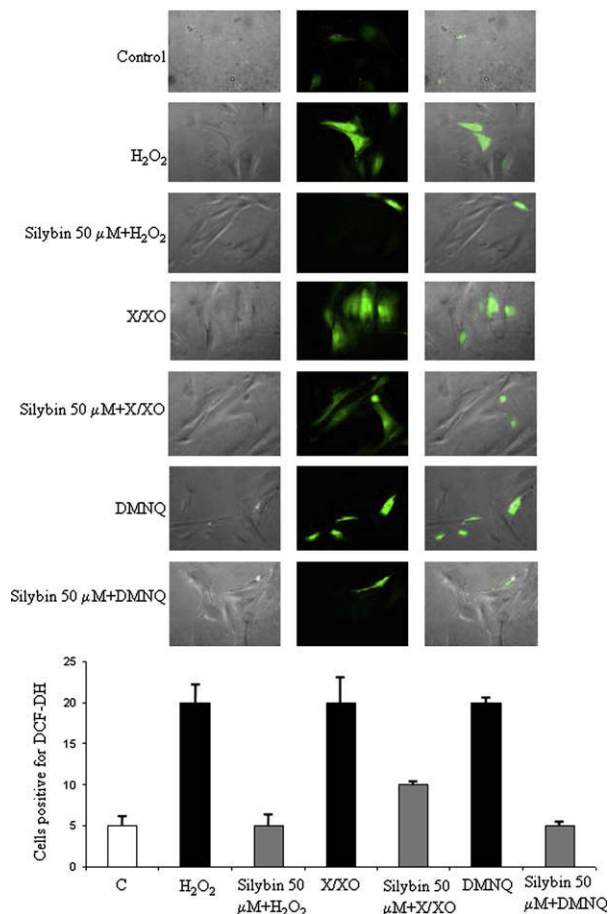 Control
H₂O₂
Silybin 50 μM+H₂O₂
X/XO
Silybin 50 μM+X/XO
DMNQ
Silybin 50 μM+DMNQ
Cells positive for DCF-DH
25
20
15
10
5
0
C
H₂O₂
Silybin 50
μM+H₂O₂
X/XO
Silybin 50
μM+X/XO
DMNQ
Silybin 50
μM+DMNQ